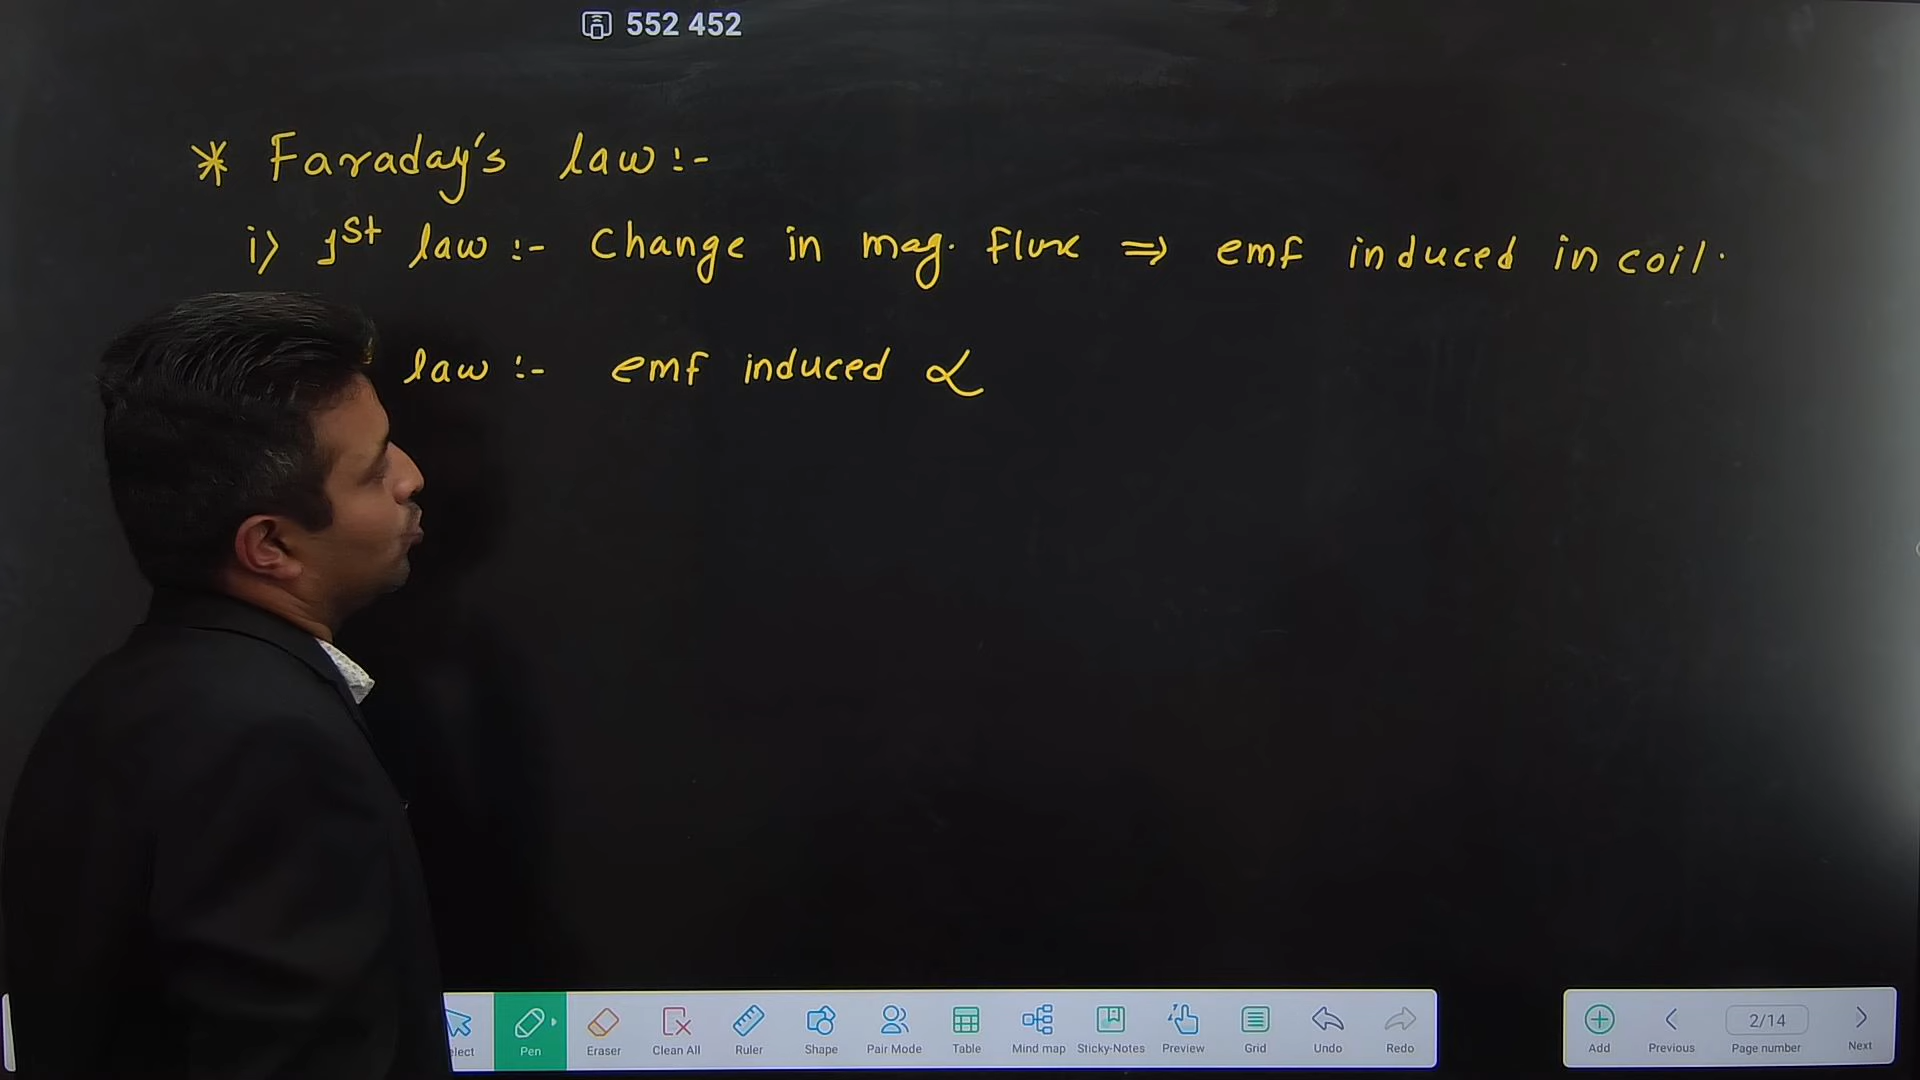 552 452
* Faraday's law :-
i) 1st law :- Change in mag. flux ⇒ emf induced in coil.
law :- emf induced ∝
elect Pen Eraser Clean All Ruler Shape Pair Mode Table Mind map Sticky-Notes Preview Grid Undo Redo
Add Previous 2/14 Page number Next